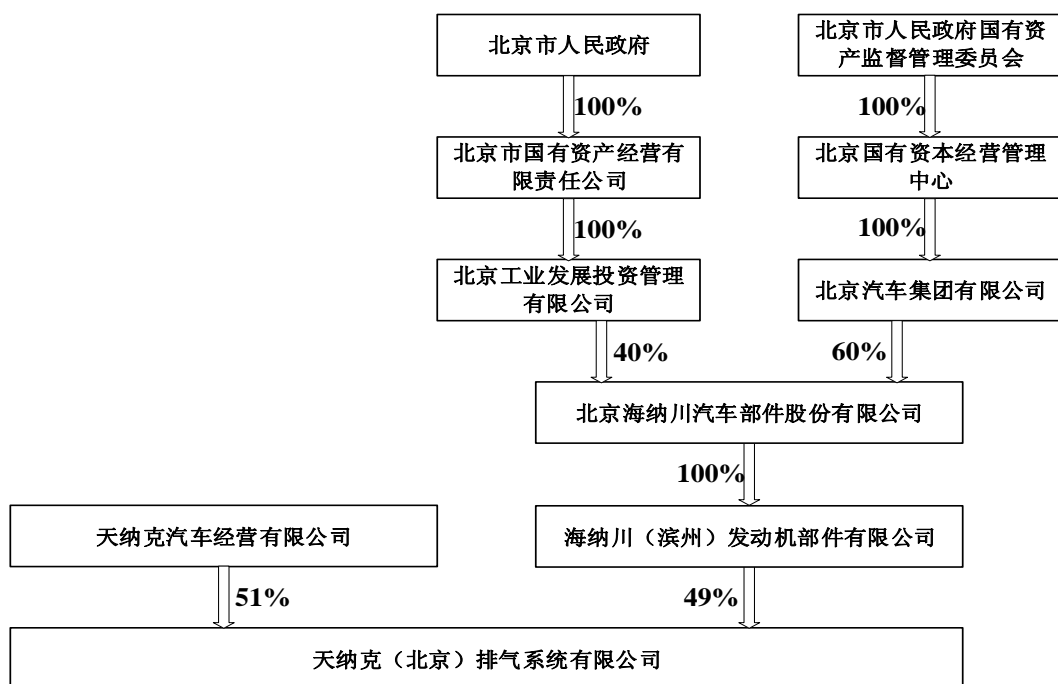 北京市人民政府
北京市人民政府国有资
产监督管理委员会
100%
100%
北京市国有资产经营有
限责任公司
北京国有资本经营管理
中心
100%
100%
北京工业发展投资管理
有限公司
北京汽车集团有限公司
40%
60%
北京海纳川汽车部件股份有限公司
100%
天纳克汽车经营有限公司
海纳川（滨州）发动机部件有限公司
51%
49%
天纳克（北京）排气系统有限公司